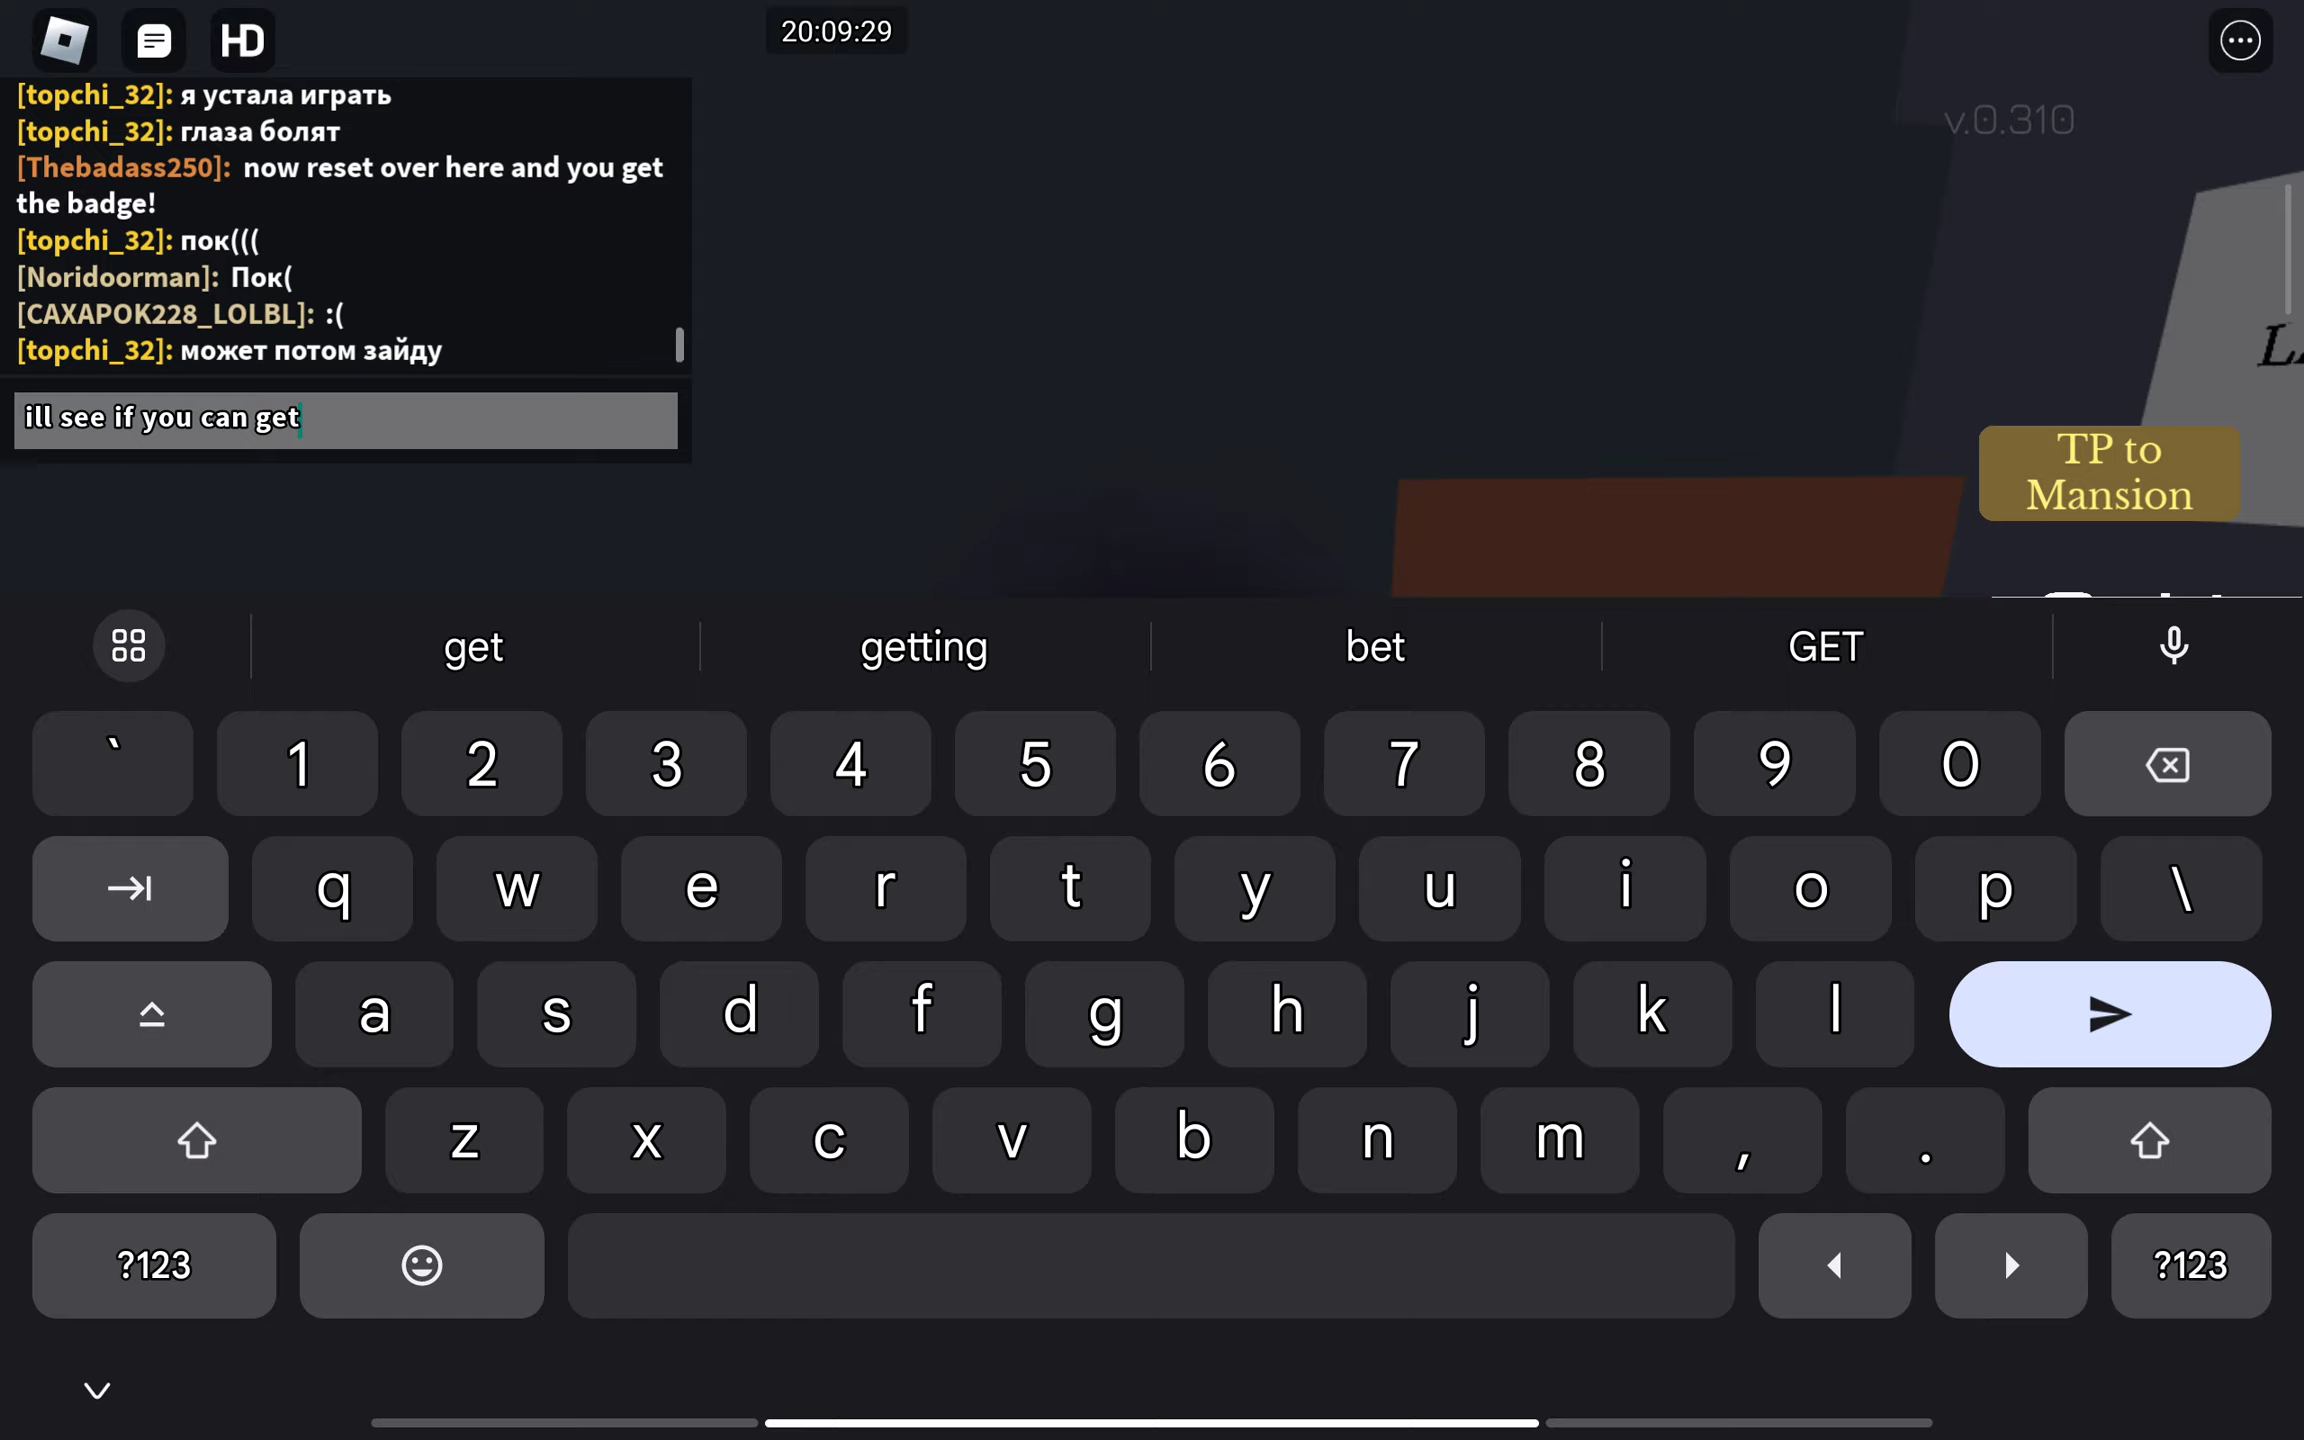 HD
20:09:29
[topchi_32]: я устала играть
[topchi_32]: глаза болят
[Thebadass250]: now reset over here and you get
the badge!
[topchi_32]: пок(((
[Noridoorman]: Пок(
[CAXAPOK228_LOLBL]: :(
[topchi_32]: может потом зайду
ill see if you can get
v.0.310
TP to
Mansion
get getting bet GET
` 1 2 3 4 5 6 7 8 9 0
q w e r t y u i o p \
a s d f g h j k l
z x c v b n m , .
?123 ?123